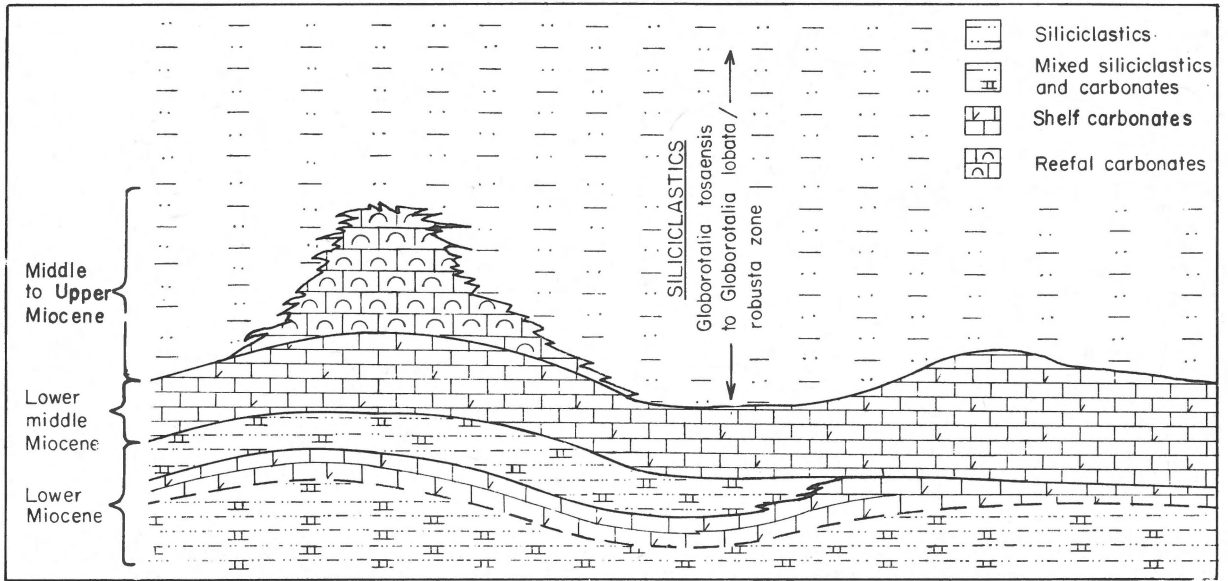 Siliciclastics
Mixed siliciclastics
and carbonates
Shelf carbonates
Reefal carbonates
SILICICLASTICS
Globorotalia tosaensis
to Globorotalia lobata/
robusta zone
Middle
to Upper
Miocene
Lower
middle
Miocene
Lower
Miocene